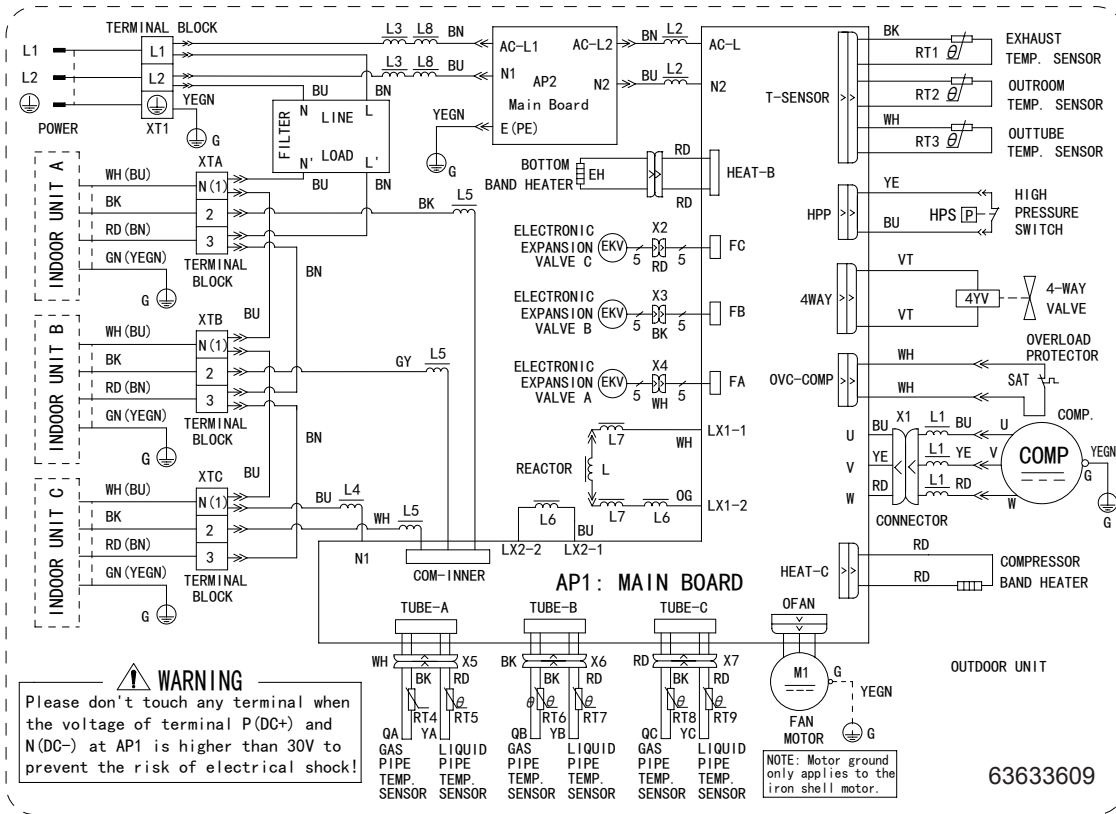 TERMINAL BLOCK
L1
L2
POWER
L1
L2
XT1
YEGN
G
L3 L8 BN
L3 L8 BU
BU BN
FILTER
N LINE L
LOAD
N' L'
BU BN
AC-L1 AC-L2
N1 AP2 N2
Main Board
E(PE)
YEGN
G
BN L2
BU L2
AC-L
N2
BOTTOM
BAND HEATER
EH
RD
RD
HEAT-B
ELECTRONIC
EXPANSION
VALVE C
EKV
5
X2
RD
5
FC
ELECTRONIC
EXPANSION
VALVE B
EKV
5
X3
BK
5
FB
ELECTRONIC
EXPANSION
VALVE A
EKV
5
X4
WH
5
FA
L7
WH
LX1-1
REACTOR
L
OG
LX1-2
L7 L6
L6
BU
LX2-2 LX2-1
INDOOR UNIT A
WH(BU)
BK
RD(BN)
GN(YEGN)
G
XTA
N(1)
2
3
TERMINAL
BLOCK
BK
L5
BN
BU
INDOOR UNIT B
WH(BU)
BK
RD(BN)
GN(YEGN)
G
XTB
N(1)
2
3
TERMINAL
BLOCK
GY
L5
BN
BU
INDOOR UNIT C
WH(BU)
BK
RD(BN)
GN(YEGN)
G
XTC
N(1)
2
3
TERMINAL
BLOCK
BU L4
WH L5
N1
COM-INNER
AP1: MAIN BOARD
T-SENSOR
BK
RT1
θ
EXHAUST
TEMP. SENSOR
RT2
θ
OUTROOM
TEMP. SENSOR
WH
RT3
θ
OUTTUBE
TEMP. SENSOR
HPP
YE
BU
HPS P
HIGH
PRESSURE
SWITCH
4WAY
VT
VT
4YV
4-WAY
VALVE
OVC-COMP
WH
WH
OVERLOAD
PROTECTOR
SAT
X1
COMP.
U
BU
L1
BU
U
V
YE
L1
YE
V
W
RD
L1
RD
W
COMP
YEGN
G
G
CONNECTOR
HEAT-C
RD
RD
COMPRESSOR
BAND HEATER
TUBE-A
WH X5
BK RD
θ
RT4 RT5
QA YA
GAS
PIPE
TEMP.
SENSOR
LIQUID
PIPE
TEMP.
SENSOR
TUBE-B
BK X6
BK RD
θ θ
RT6 RT7
QB YB
GAS
PIPE
TEMP.
SENSOR
LIQUID
PIPE
TEMP.
SENSOR
TUBE-C
RD X7
BK RD
θ
RT8 RT9
QC YC
GAS
PIPE
TEMP.
SENSOR
LIQUID
PIPE
TEMP.
SENSOR
OFAN
M1
G
YEGN
G
FAN
MOTOR
NOTE: Motor ground
only applies to the
iron shell motor.
OUTDOOR UNIT
63633609
WARNING
Please don't touch any terminal when
the voltage of terminal P(DC+) and
N(DC-) at AP1 is higher than 30V to
prevent the risk of electrical shock!